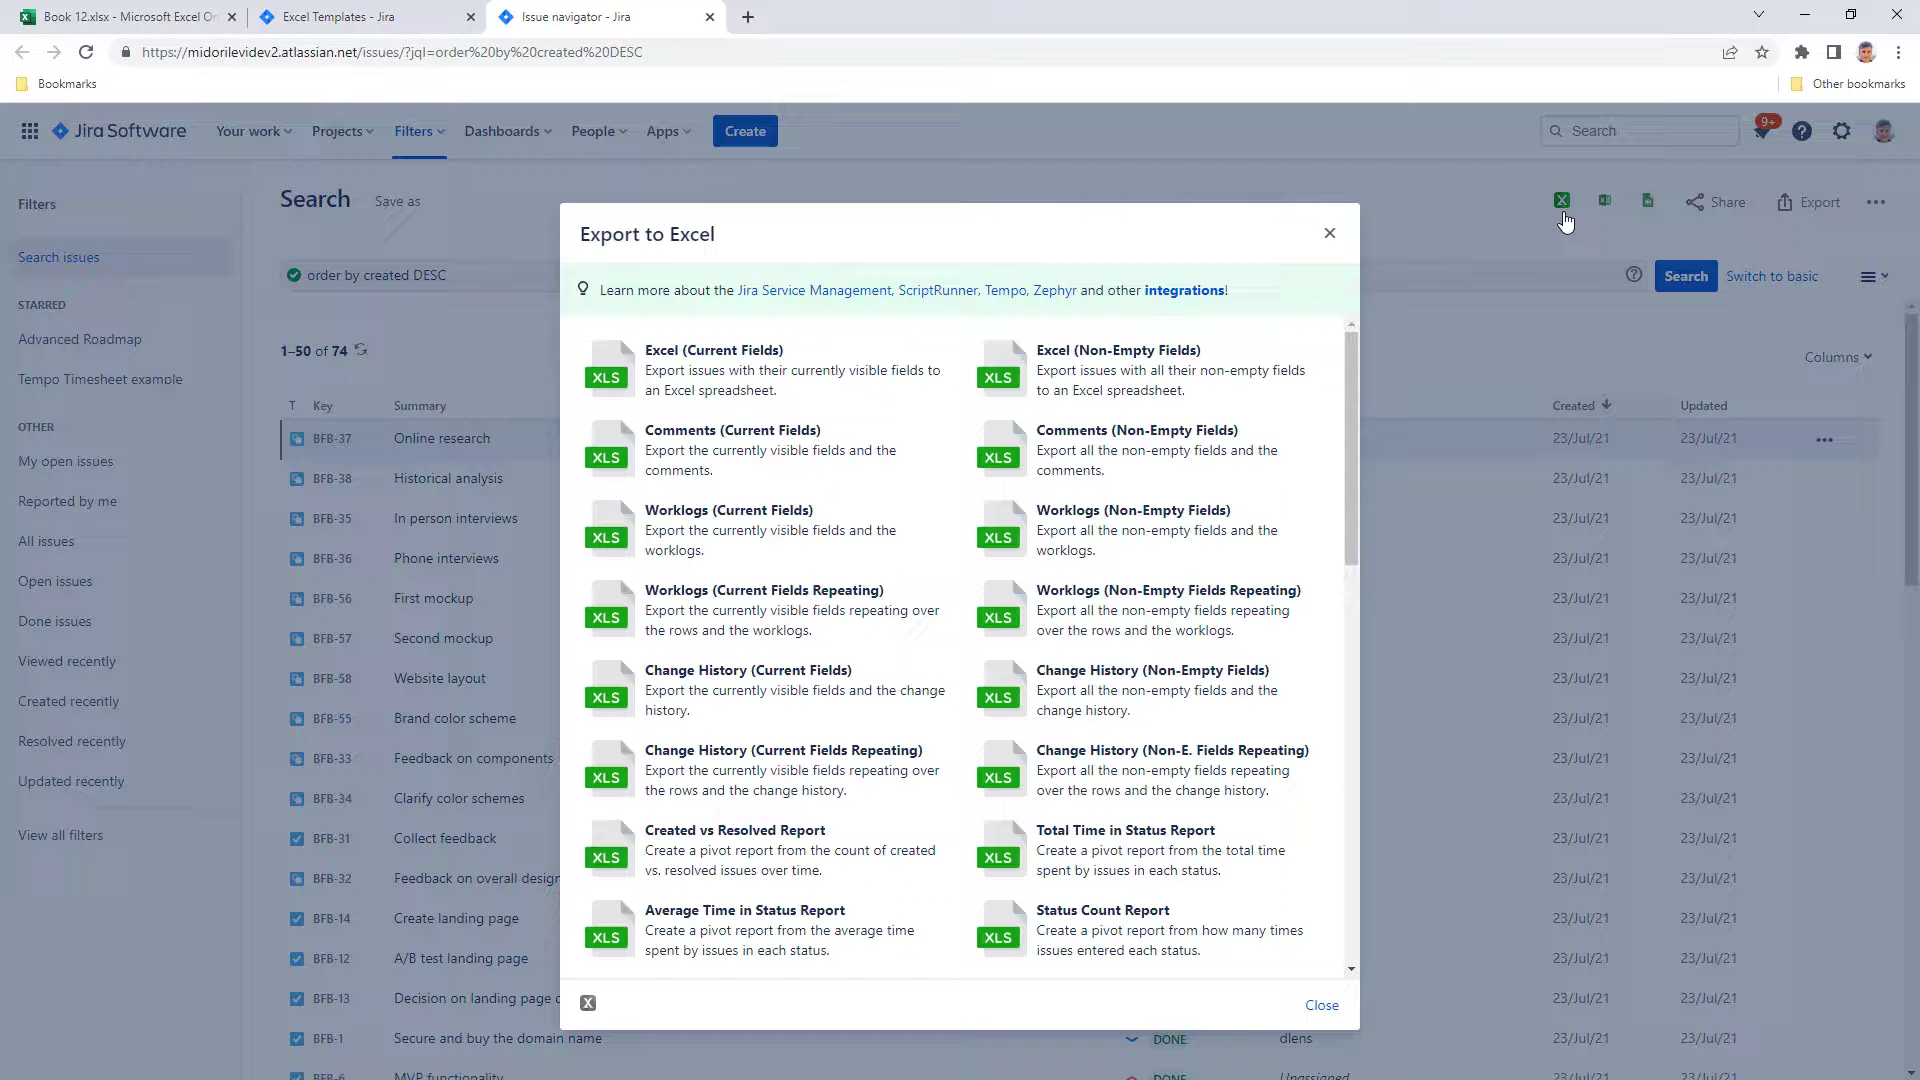 Book 12.xlsx - Microsoft Excel On
Excel Templates - Jira
Issue navigator - Jira
https://midorilevidev2.atlassian.net/issues/?jql=order%20by%20created%20DESC
Bookmarks
Other bookmarks
Jira Software
Your work
Projects
Filters
Dashboards
People
Apps
Create
Search
9+
Filters
Search
Save as
Share
Export
Search issues
order by created DESC
Search
Switch to basic
STARRED
Advanced Roadmap
Tempo Timesheet example
OTHER
My open issues
Reported by me
All issues
Open issues
Done issues
Viewed recently
Created recently
Resolved recently
Updated recently
View all filters
1–50 of 74
Columns
T Key Summary Created Updated
BFB-37 Online research 23/Jul/21 23/Jul/21
BFB-38 Historical analysis 23/Jul/21 23/Jul/21
BFB-35 In person interviews 23/Jul/21 23/Jul/21
BFB-36 Phone interviews 23/Jul/21 23/Jul/21
BFB-56 First mockup 23/Jul/21 23/Jul/21
BFB-57 Second mockup 23/Jul/21 23/Jul/21
BFB-58 Website layout 23/Jul/21 23/Jul/21
BFB-55 Brand color scheme 23/Jul/21 23/Jul/21
BFB-33 Feedback on components 23/Jul/21 23/Jul/21
BFB-34 Clarify color schemes 23/Jul/21 23/Jul/21
BFB-31 Collect feedback 23/Jul/21 23/Jul/21
BFB-32 Feedback on overall design 23/Jul/21 23/Jul/21
BFB-14 Create landing page 23/Jul/21 23/Jul/21
BFB-12 A/B test landing page 23/Jul/21 23/Jul/21
BFB-13 Decision on landing page 23/Jul/21 23/Jul/21
BFB-1 Secure and buy the domain name DONE dlens 23/Jul/21 23/Jul/21
BFB-6 MVP functionality DONE Unassigned 23/Jul/21 23/Jul/21
Export to Excel
Learn more about the Jira Service Management, ScriptRunner, Tempo, Zephyr and other integrations!
XLS
Excel (Current Fields)
Export issues with their currently visible fields to
an Excel spreadsheet.
XLS
Excel (Non-Empty Fields)
Export issues with all their non-empty fields
to an Excel spreadsheet.
XLS
Comments (Current Fields)
Export the currently visible fields and the
comments.
XLS
Comments (Non-Empty Fields)
Export all the non-empty fields and the
comments.
XLS
Worklogs (Current Fields)
Export the currently visible fields and the
worklogs.
XLS
Worklogs (Non-Empty Fields)
Export all the non-empty fields and the
worklogs.
XLS
Worklogs (Current Fields Repeating)
Export the currently visible fields repeating over
the rows and the worklogs.
XLS
Worklogs (Non-Empty Fields Repeating)
Export all the non-empty fields repeating
over the rows and the worklogs.
XLS
Change History (Current Fields)
Export the currently visible fields and the change
history.
XLS
Change History (Non-Empty Fields)
Export all the non-empty fields and the
change history.
XLS
Change History (Current Fields Repeating)
Export the currently visible fields repeating over
the rows and the change history.
XLS
Change History (Non-E. Fields Repeating)
Export all the non-empty fields repeating
over the rows and the change history.
XLS
Created vs Resolved Report
Create a pivot report from the count of created
vs. resolved issues over time.
XLS
Total Time in Status Report
Create a pivot report from the total time
spent by issues in each status.
XLS
Average Time in Status Report
Create a pivot report from the average time
spent by issues in each status.
XLS
Status Count Report
Create a pivot report from how many times
issues entered each status.
Close